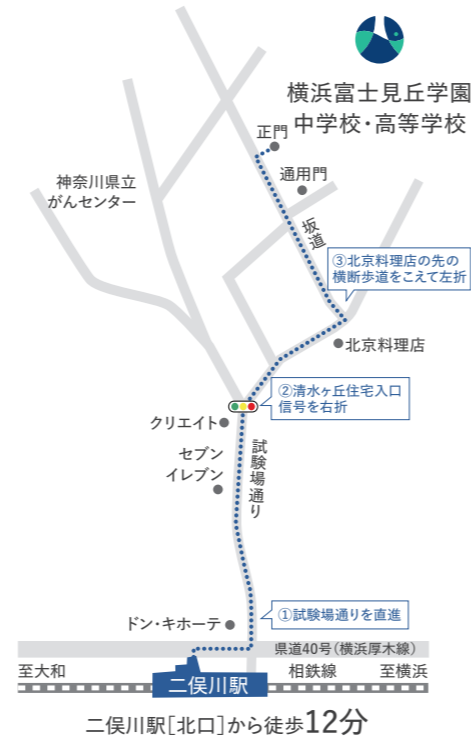 横浜富士見丘学園
中学校・高等学校
正門
通用門
神奈川県立
がんセンター
坂道
③北京料理店の先の
横断歩道をこえて左折
北京料理店
②清水ヶ丘住宅入口
信号を右折
クリエイト
セブン
イレブン
試験場通り
①試験場通りを直進
ドン・キホーテ
県道40号(横浜厚木線)
至大和
相鉄線
至横浜
二俣川駅
二俣川駅[北口]から徒歩12分